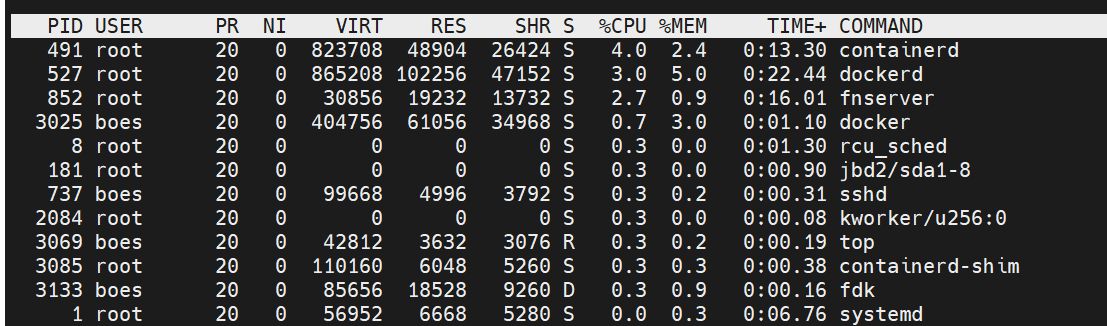 PID USER PR NI VIRT RES SHR S %CPU %MEM TIME+ COMMAND
491 root 20 0 823708 48904 26424 S 4.0 2.4 0:13.30 containerd
527 root 20 0 865208 102256 47152 S 3.0 5.0 0:22.44 dockerd
852 root 20 0 30856 19232 13732 S 2.7 0.9 0:16.01 fnserver
3025 boes 20 0 404756 61056 34968 S 0.7 3.0 0:01.10 docker
8 root 20 0 0 0 0 S 0.3 0.0 0:01.30 rcu_sched
181 root 20 0 0 0 0 S 0.3 0.0 0:00.90 jbd2/sda1-8
737 boes 20 0 99668 4996 3792 S 0.3 0.2 0:00.31 sshd
2084 root 20 0 0 0 0 S 0.3 0.0 0:00.08 kworker/u256:0
3069 boes 20 0 42812 3632 3076 R 0.3 0.2 0:00.19 top
3085 root 20 0 110160 6048 5260 S 0.3 0.3 0:00.38 containerd-shim
3133 boes 20 0 85656 18528 9260 D 0.3 0.9 0:00.16 fdk
1 root 20 0 56952 6668 5280 S 0.0 0.3 0:06.76 systemd